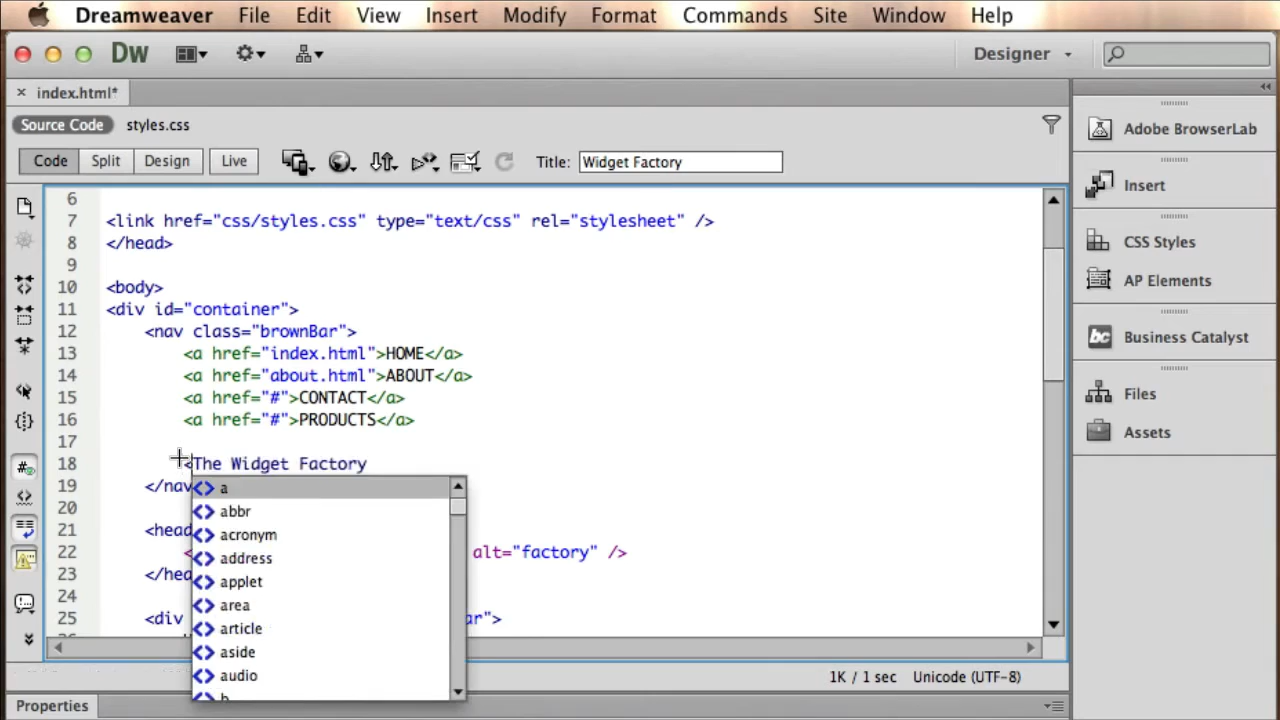 Dreamweaver File Edit View Insert Modify Format Commands Site Window Help
Dw Designer
index.html*
Source Code styles.css
Code Split Design Live Title: Widget Factory
6
7 <link href="css/styles.css" type="text/css" rel="stylesheet" />
8 </head>
9
10 <body>
11 <div id="container">
12 <nav class="brownBar">
13 <a href="index.html">HOME</a>
14 <a href="about.html">ABOUT</a>
15 <a href="#">CONTACT</a>
16 <a href="#">PRODUCTS</a>
17
18 <The Widget Factory
19 </nav
20
21 <head
22 < alt="factory" />
23 </hea
24
25 <div ar">
a
abbr
acronym
address
applet
area
article
aside
audio
1K / 1 sec Unicode (UTF-8)
Properties
Adobe BrowserLab
Insert
CSS Styles
AP Elements
bc Business Catalyst
Files
Assets